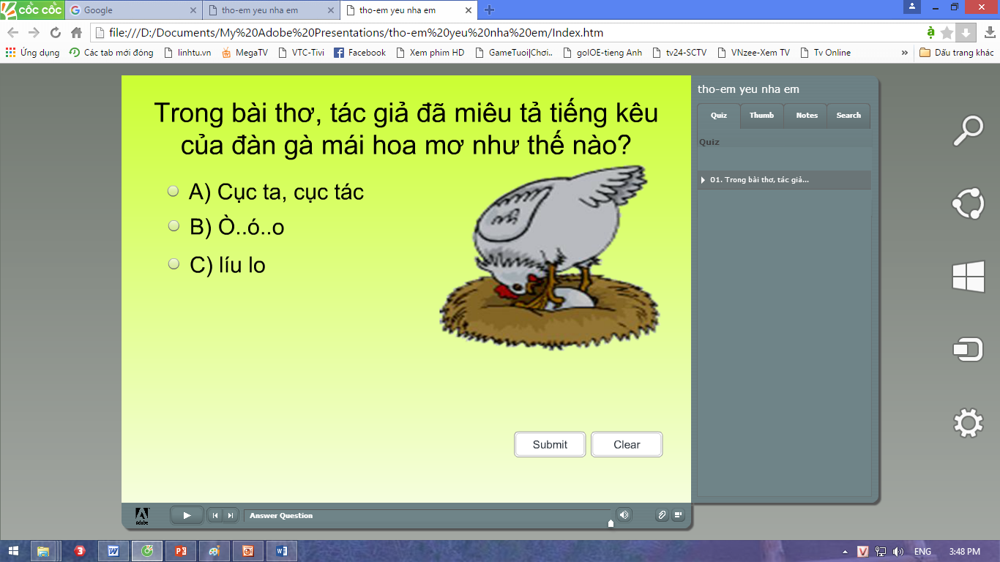 cốc cốc
Google
tho-em yeu nha em
tho-em yeu nha em
file:///D:/Documents/My%20Adobe%20Presentations/tho-em%20yeu%20nha%20em/Index.htm
Ứng dụng
Các tab mới đóng
linhtu.vn
MegaTV
VTC-Tivi
Facebook
Xem phim HD
GameTuoi|Chơi..
goIOE-tieng Anh
tv24-SCTV
VNzee-Xem TV
Tv Online
»
Dấu trang khác
Trong bài thơ, tác giả đã miêu tả tiếng kêu
của đàn gà mái hoa mơ như thế nào?
A) Cục ta, cục tác
B) Ò..ó..o
C) líu lo
Submit
Clear
tho-em yeu nha em
Quiz
Thumb
Notes
Search
Quiz
01. Trong bài thơ, tác giả...
Adobe
Answer Question
ENG
3:48 PM